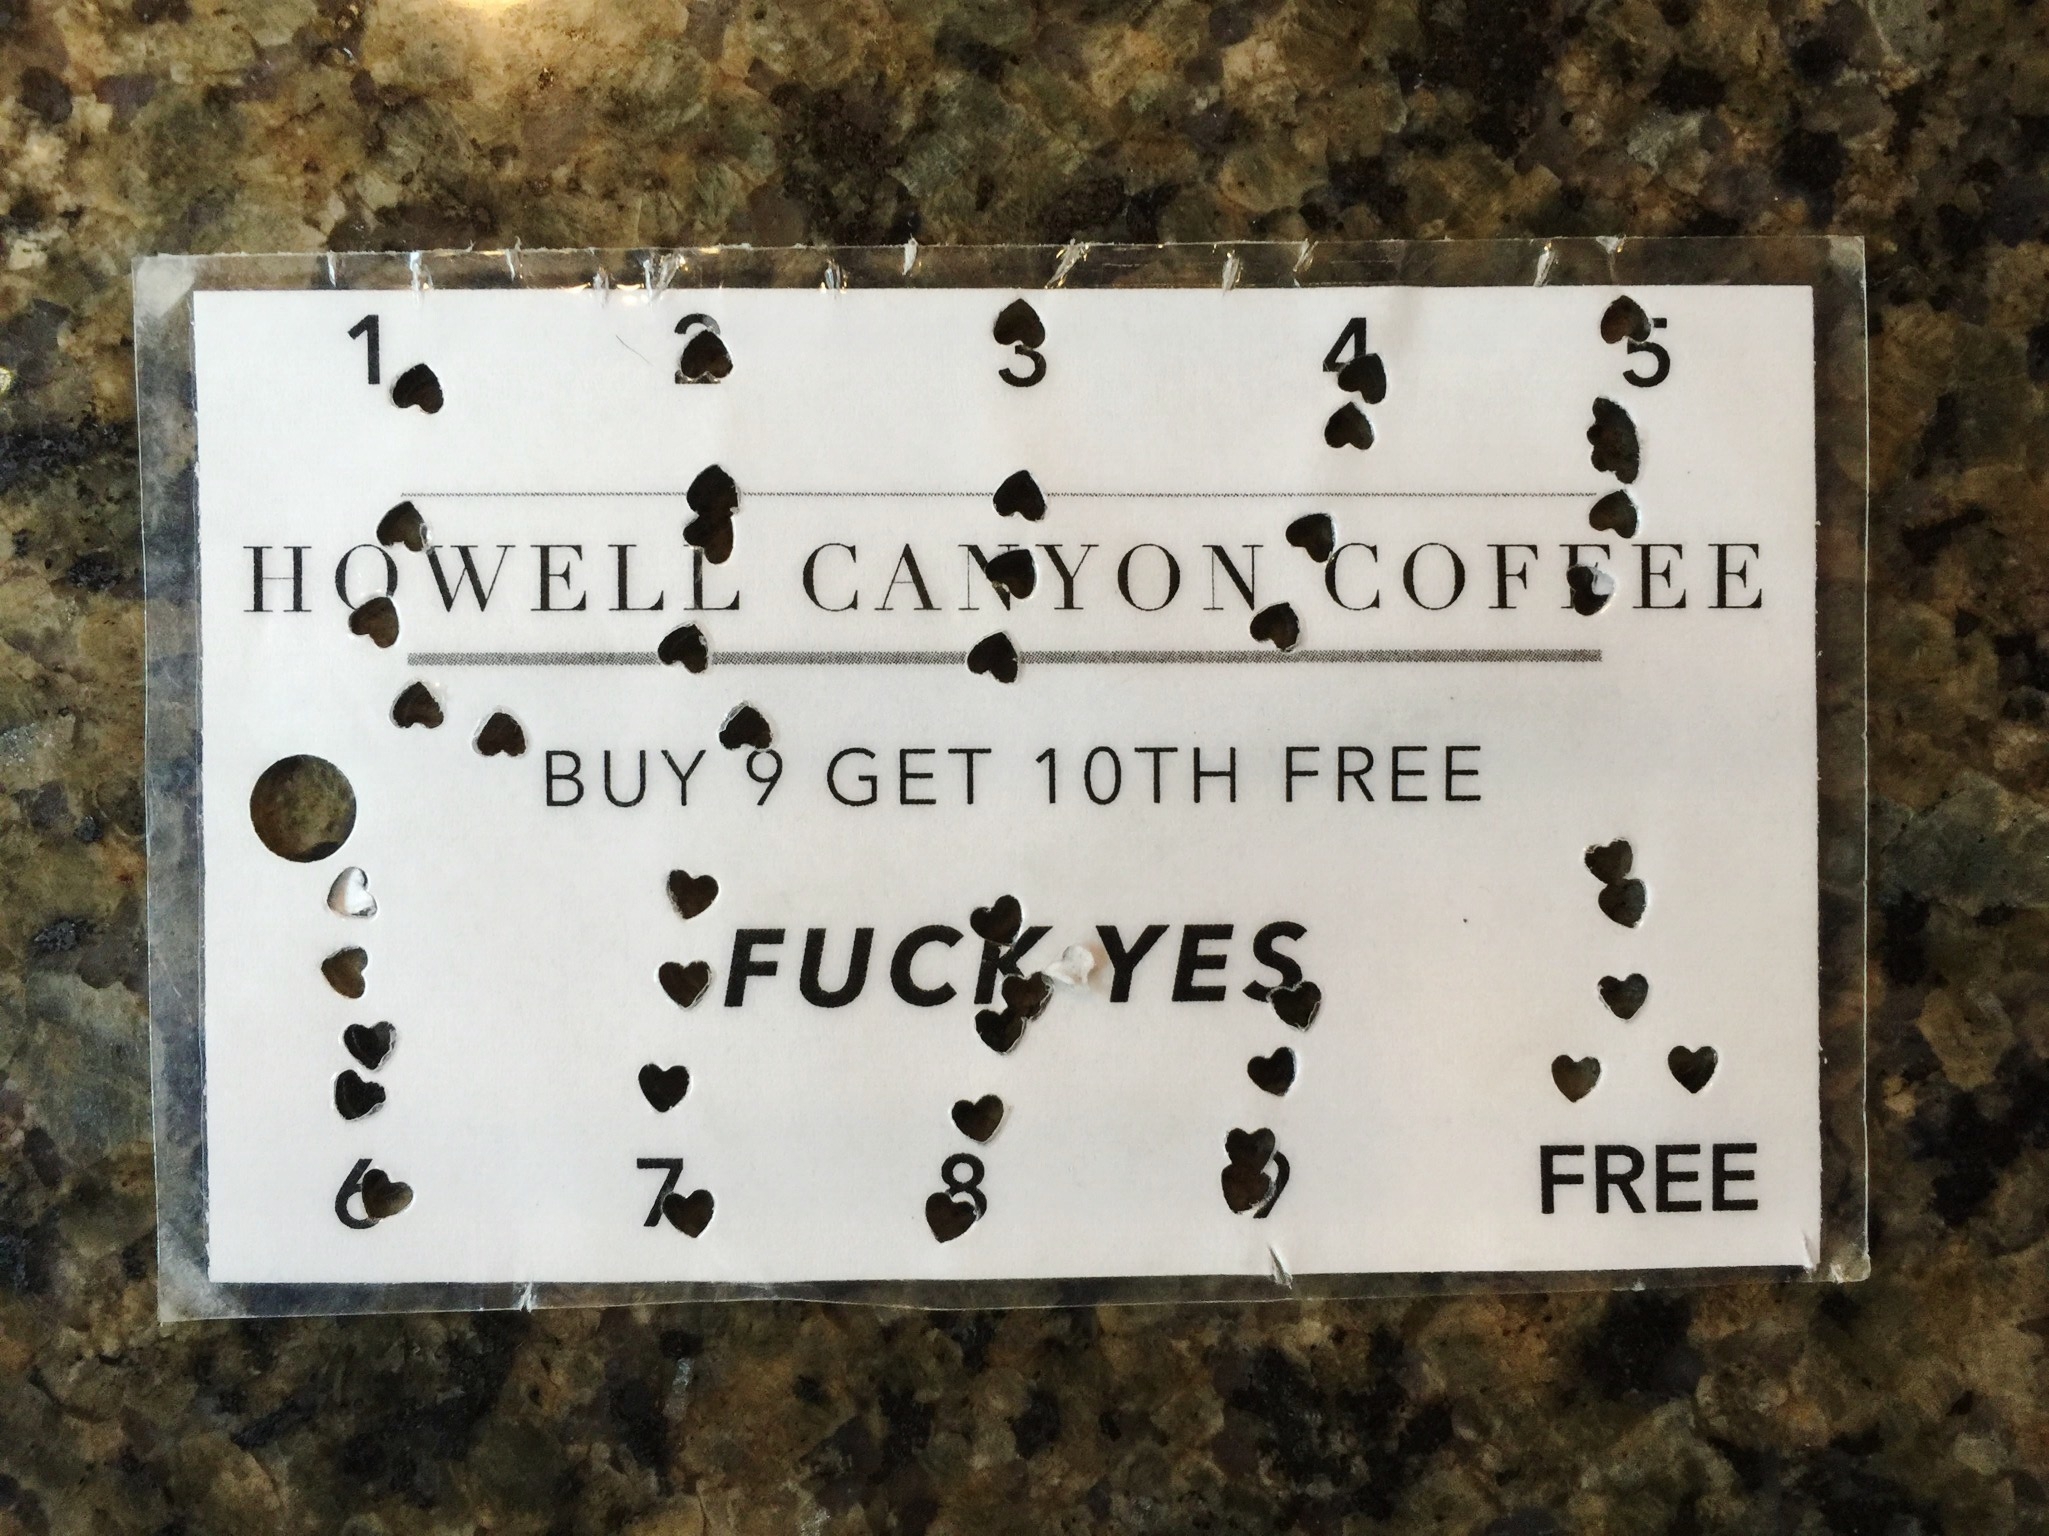 1 2 3 4 5
HOWELL CANYON COFFEE
BUY 9 GET 10TH FREE
FUCK YES
6 7 8 9 FREE